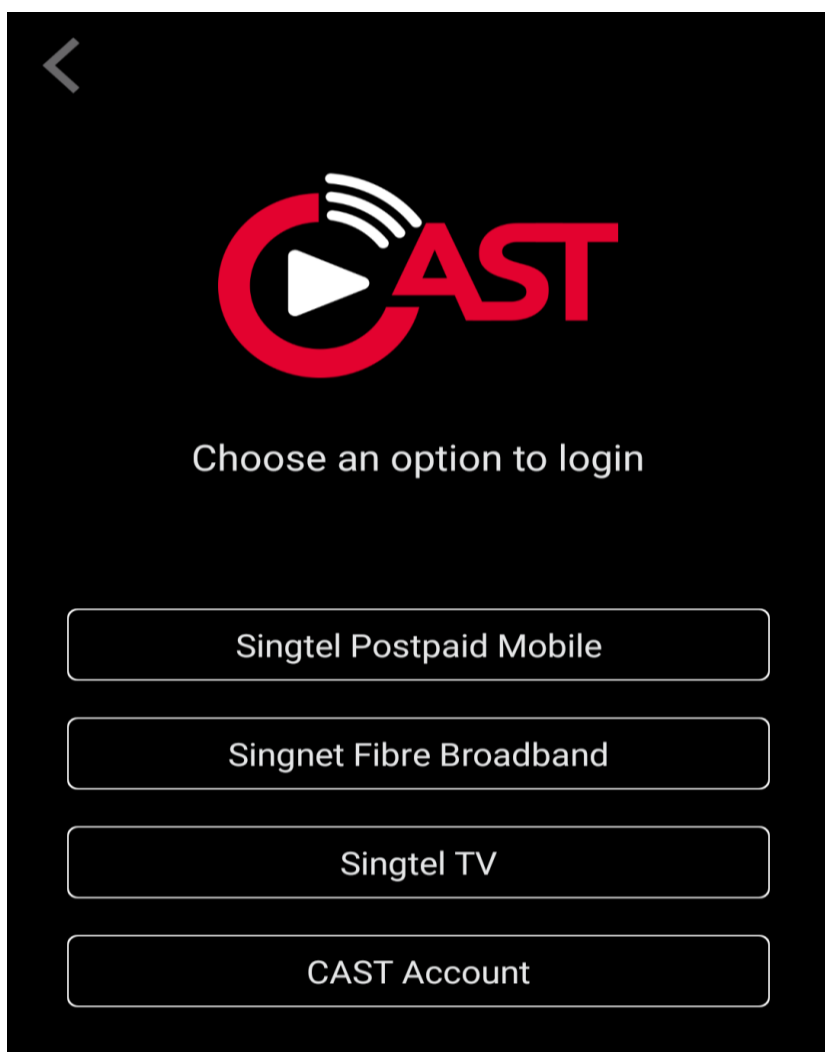 CAST
Choose an option to login
Singtel Postpaid Mobile
Singnet Fibre Broadband
Singtel TV
CAST Account